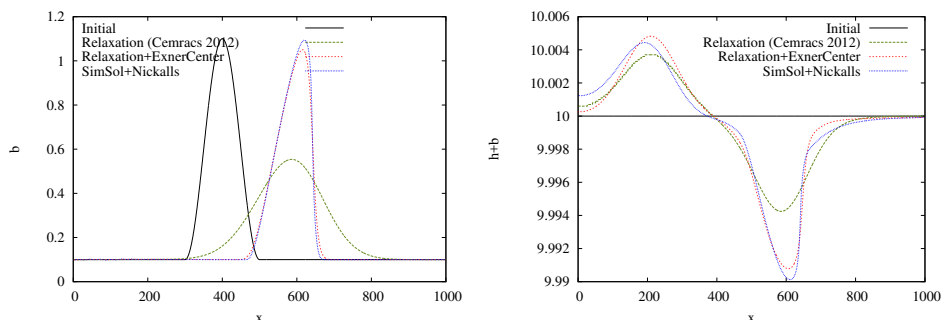 1.2
1
0.8
0.6
0.4
0.2
0
b
Initial
Relaxation (Cemracs 2012)
Relaxation+ExnerCenter
SimSol+Nickalls
0 200 400 600 800 1000
x
10.006
10.004
10.002
10
9.998
9.996
9.994
9.992
9.99
h+b
Initial
Relaxation (Cemracs 2012)
Relaxation+ExnerCenter
SimSol+Nickalls
0 200 400 600 800 1000
x